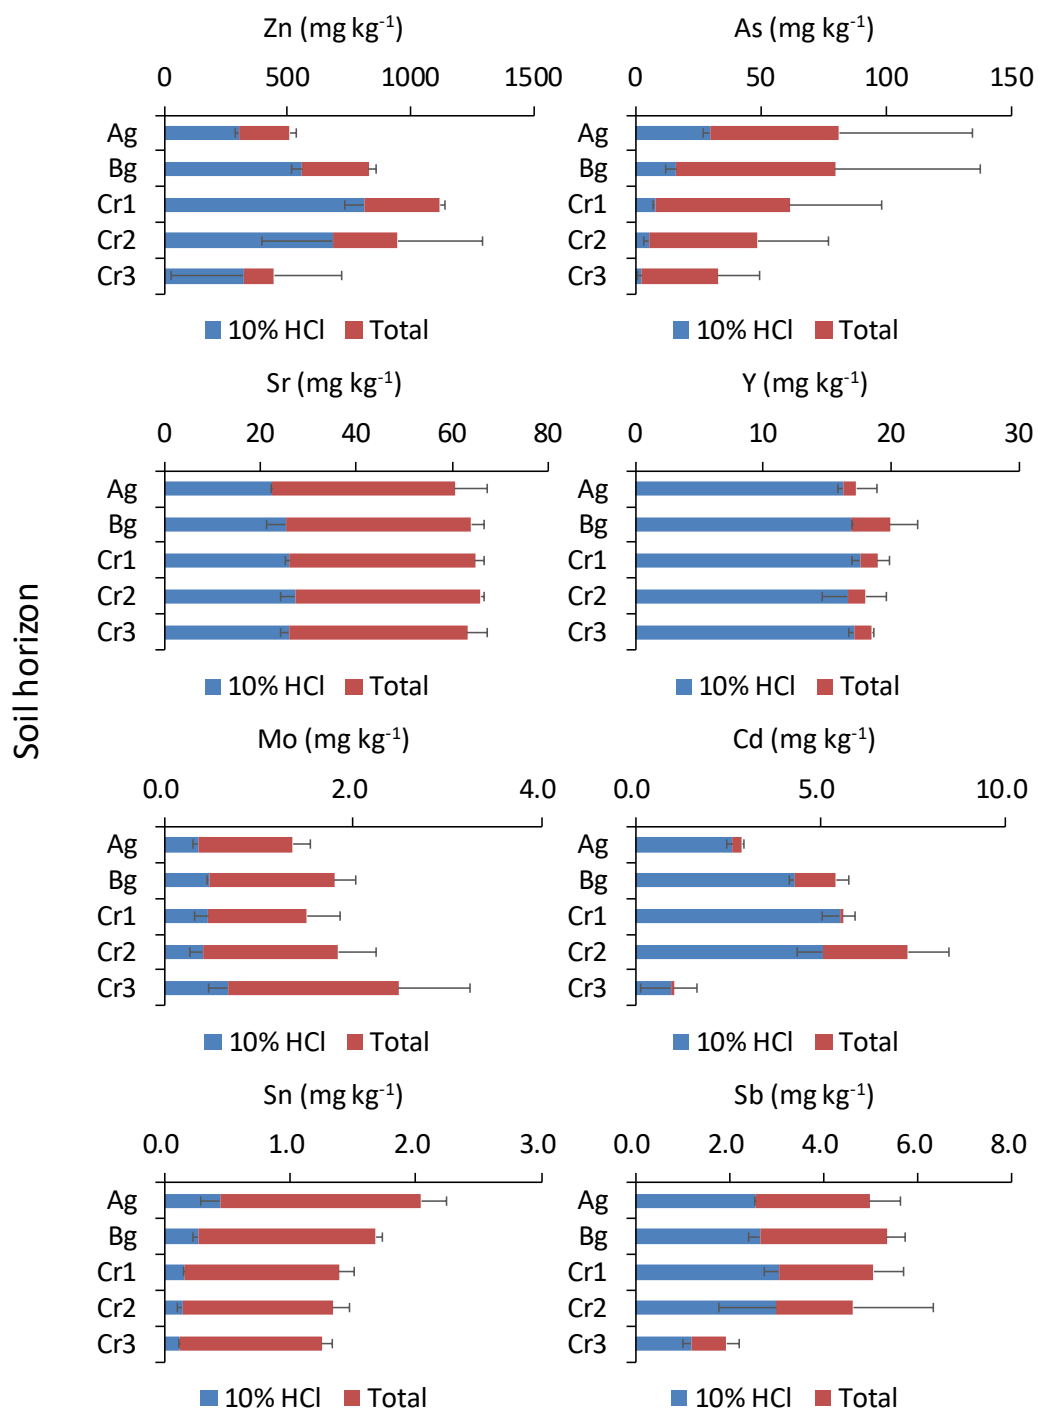 Soil horizon
Zn (mg kg⁻¹)
0 500 1000 1500
Ag
Bg
Cr1
Cr2
Cr3
10% HCl Total
As (mg kg⁻¹)
0 50 100 150
Ag
Bg
Cr1
Cr2
Cr3
10% HCl Total
Sr (mg kg⁻¹)
0 20 40 60 80
Ag
Bg
Cr1
Cr2
Cr3
10% HCl Total
Y (mg kg⁻¹)
0 10 20 30
Ag
Bg
Cr1
Cr2
Cr3
10% HCl Total
Mo (mg kg⁻¹)
0.0 2.0 4.0
Ag
Bg
Cr1
Cr2
Cr3
10% HCl Total
Cd (mg kg⁻¹)
0.0 5.0 10.0
Ag
Bg
Cr1
Cr2
Cr3
10% HCl Total
Sn (mg kg⁻¹)
0.0 1.0 2.0 3.0
Ag
Bg
Cr1
Cr2
Cr3
10% HCl Total
Sb (mg kg⁻¹)
0.0 2.0 4.0 6.0 8.0
Ag
Bg
Cr1
Cr2
Cr3
10% HCl Total